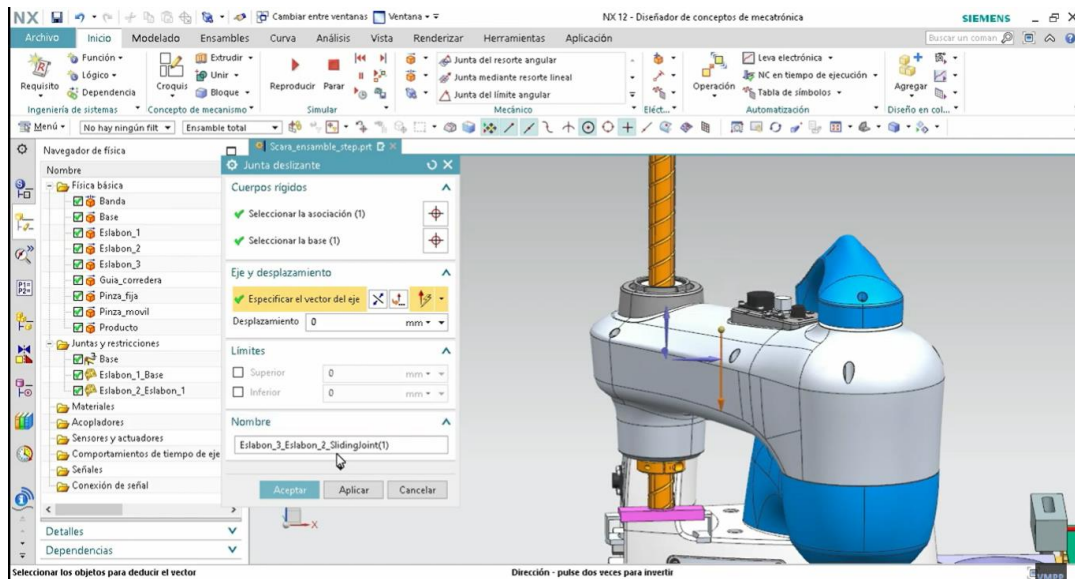 NX
Cambiar entre ventanas
Ventana
NX 12 - Diseñador de conceptos de mecatrónica
SIEMENS
Archivo Inicio Modelado Ensambles Curva Análisis Vista Renderizar Herramientas Aplicación
Buscar un coman
Función
Lógico
Dependencia
Requisito
Ingeniería de sistemas
Croquis
Extrudir
Unir
Bloque
Concepto de mecanismo
Reproducir Parar
Simular
Junta del resorte angular
Junta mediante resorte lineal
Junta del límite angular
Mecánico
Eléct...
Operación
Leva electrónica
NC en tiempo de ejecución
Tabla de símbolos
Automatización
Agregar
Diseño en col...
Menú
No hay ningún filt
Ensamble total
Navegador de física
Nombre
Física básica
Banda
Base
Eslabon_1
Eslabon_2
Eslabon_3
Guia_corredera
Pinza_fija
Pinza_movil
Producto
Juntas y restricciones
Base
Eslabon_1_Base
Eslabon_2_Eslabon_1
Materiales
Acopladores
Sensores y actuadores
Comportamientos de tiempo de eje
Señales
Conexión de señal
Detalles
Dependencias
Scara_ensamble_step.prt
Junta deslizante
Cuerpos rígidos
Seleccionar la asociación (1)
Seleccionar la base (1)
Eje y desplazamiento
Especificar el vector del eje
Desplazamiento 0 mm
Límites
Superior 0 mm
Inferior 0 mm
Nombre
Eslabon_3_Eslabon_2_SlidingJoint(1)
Aceptar Aplicar Cancelar
X
Seleccionar los objetos para deducir el vector
Dirección - pulse dos veces para invertir